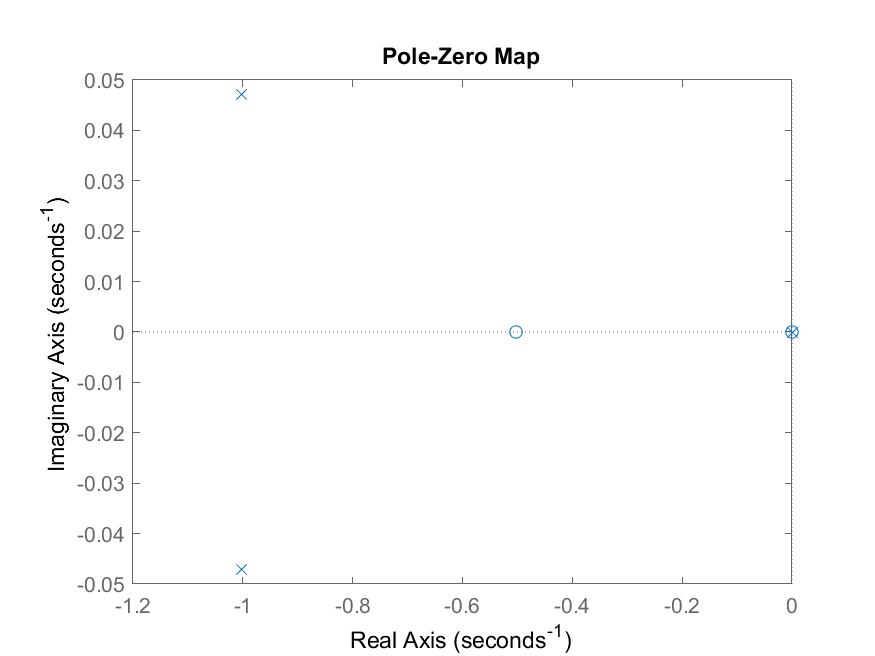 Pole-Zero Map
0.05
0.04
0.03
0.02
0.01
0
-0.01
-0.02
-0.03
-0.04
-0.05
Imaginary Axis (seconds⁻¹)
-1.2 -1 -0.8 -0.6 -0.4 -0.2 0
Real Axis (seconds⁻¹)